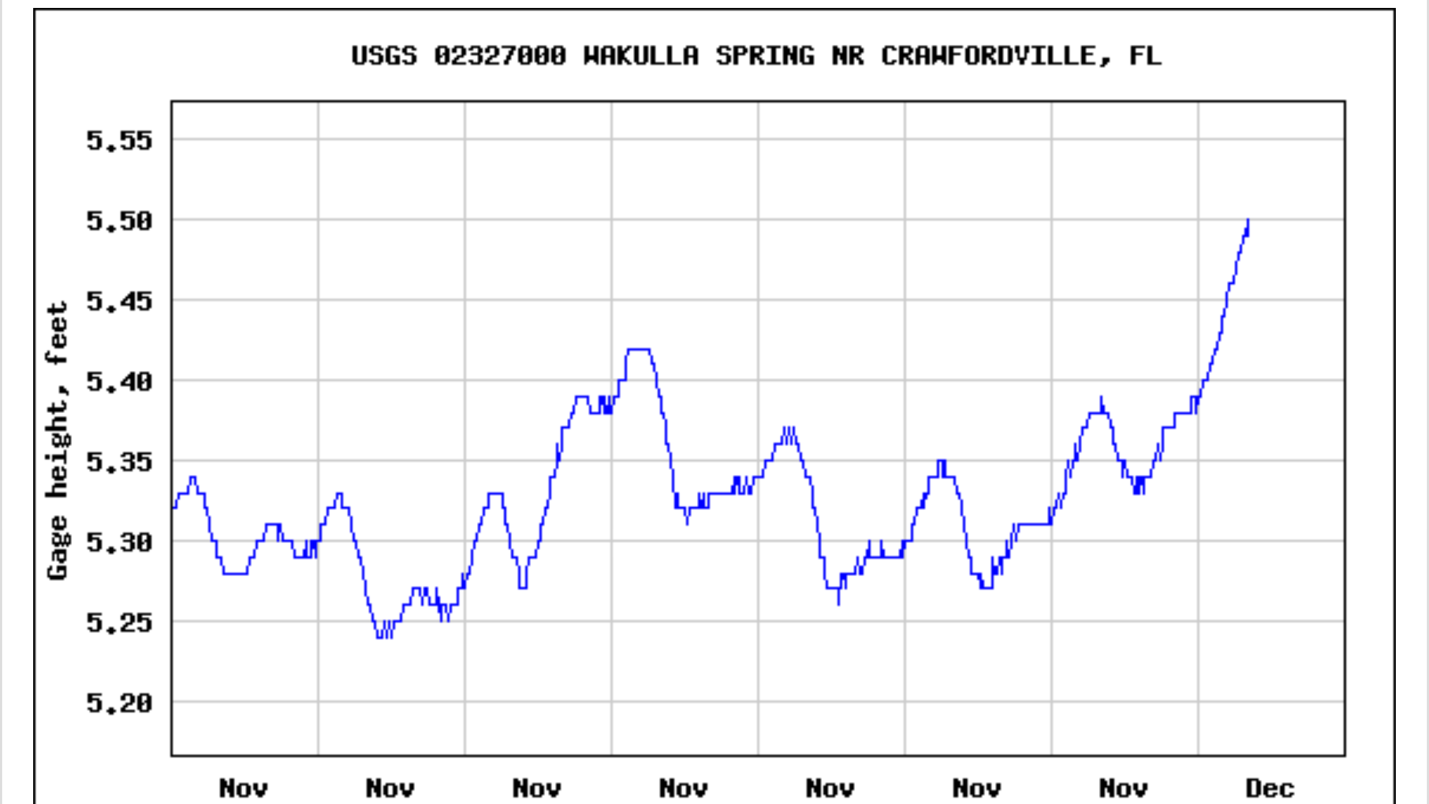 USGS 02327000 WAKULLA SPRING NR CRAWFORDVILLE, FL
5.55
5.50
5.45
5.40
5.35
5.30
5.25
5.20
Gage height, feet
Nov Nov Nov Nov Nov Nov Nov Dec